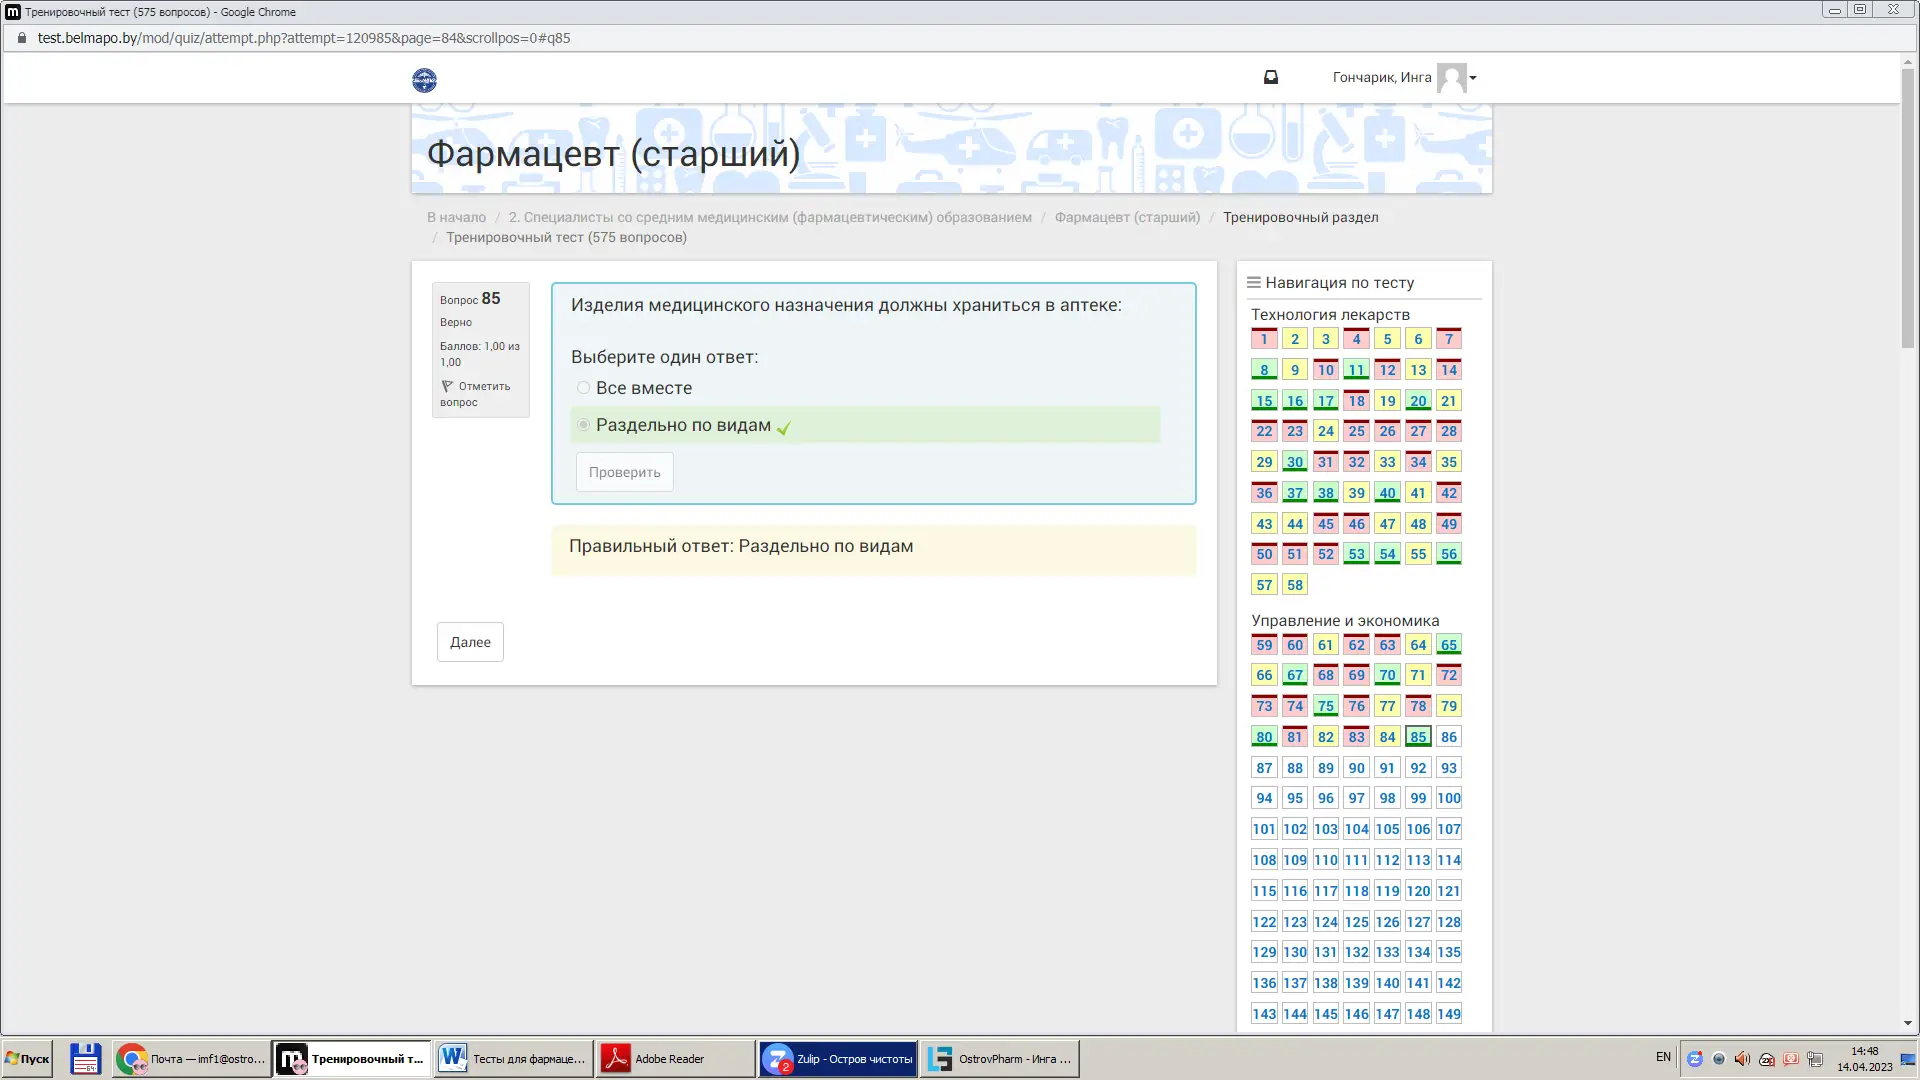 Тренировочный тест (575 вопросов) - Google Chrome
test.belmapo.by/mod/quiz/attempt.php?attempt=120985&page=84&scrollpos=0#q85
Гончарик, Инга
Фармацевт (старший)
В начало / 2. Специалисты со средним медицинским (фармацевтическим) образованием / Фармацевт (старший) / Тренировочный раздел
/ Тренировочный тест (575 вопросов)
Вопрос 85
Верно
Баллов: 1,00 из
1,00
Отметить
вопрос
Изделия медицинского назначения должны храниться в аптеке:
Выберите один ответ:
Все вместе
Раздельно по видам
Проверить
Правильный ответ: Раздельно по видам
Далее
Навигация по тесту
Технология лекарств
1 2 3 4 5 6 7
8 9 10 11 12 13 14
15 16 17 18 19 20 21
22 23 24 25 26 27 28
29 30 31 32 33 34 35
36 37 38 39 40 41 42
43 44 45 46 47 48 49
50 51 52 53 54 55 56
57 58
Управление и экономика
59 60 61 62 63 64 65
66 67 68 69 70 71 72
73 74 75 76 77 78 79
80 81 82 83 84 85 86
87 88 89 90 91 92 93
94 95 96 97 98 99 100
101 102 103 104 105 106 107
108 109 110 111 112 113 114
115 116 117 118 119 120 121
122 123 124 125 126 127 128
129 130 131 132 133 134 135
136 137 138 139 140 141 142
143 144 145 146 147 148 149
Пуск
Почта — imf1@ostro...
Тренировочный т...
Тесты для фармаце...
Adobe Reader
Zulip - Остров чистоты
OstrovPharm - Инга ...
EN
14:48
14.04.2023